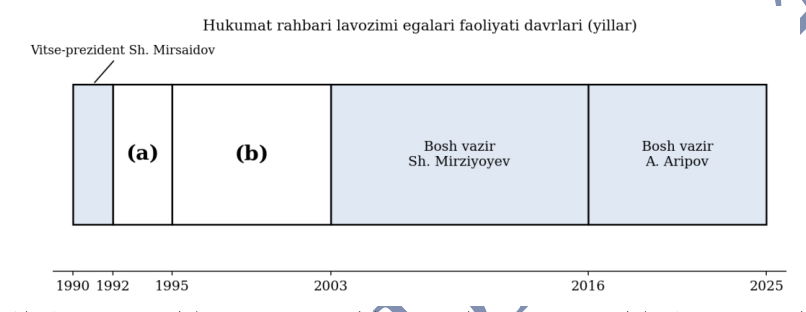 Hukumat rahbari lavozimi egalari faoliyati davrlari (yillar)
Vitse-prezident Sh. Mirsaidov
(a)
(b)
Bosh vazir
Sh. Mirziyoyev
Bosh vazir
A. Aripov
1990 1992 1995 2003 2016 2025